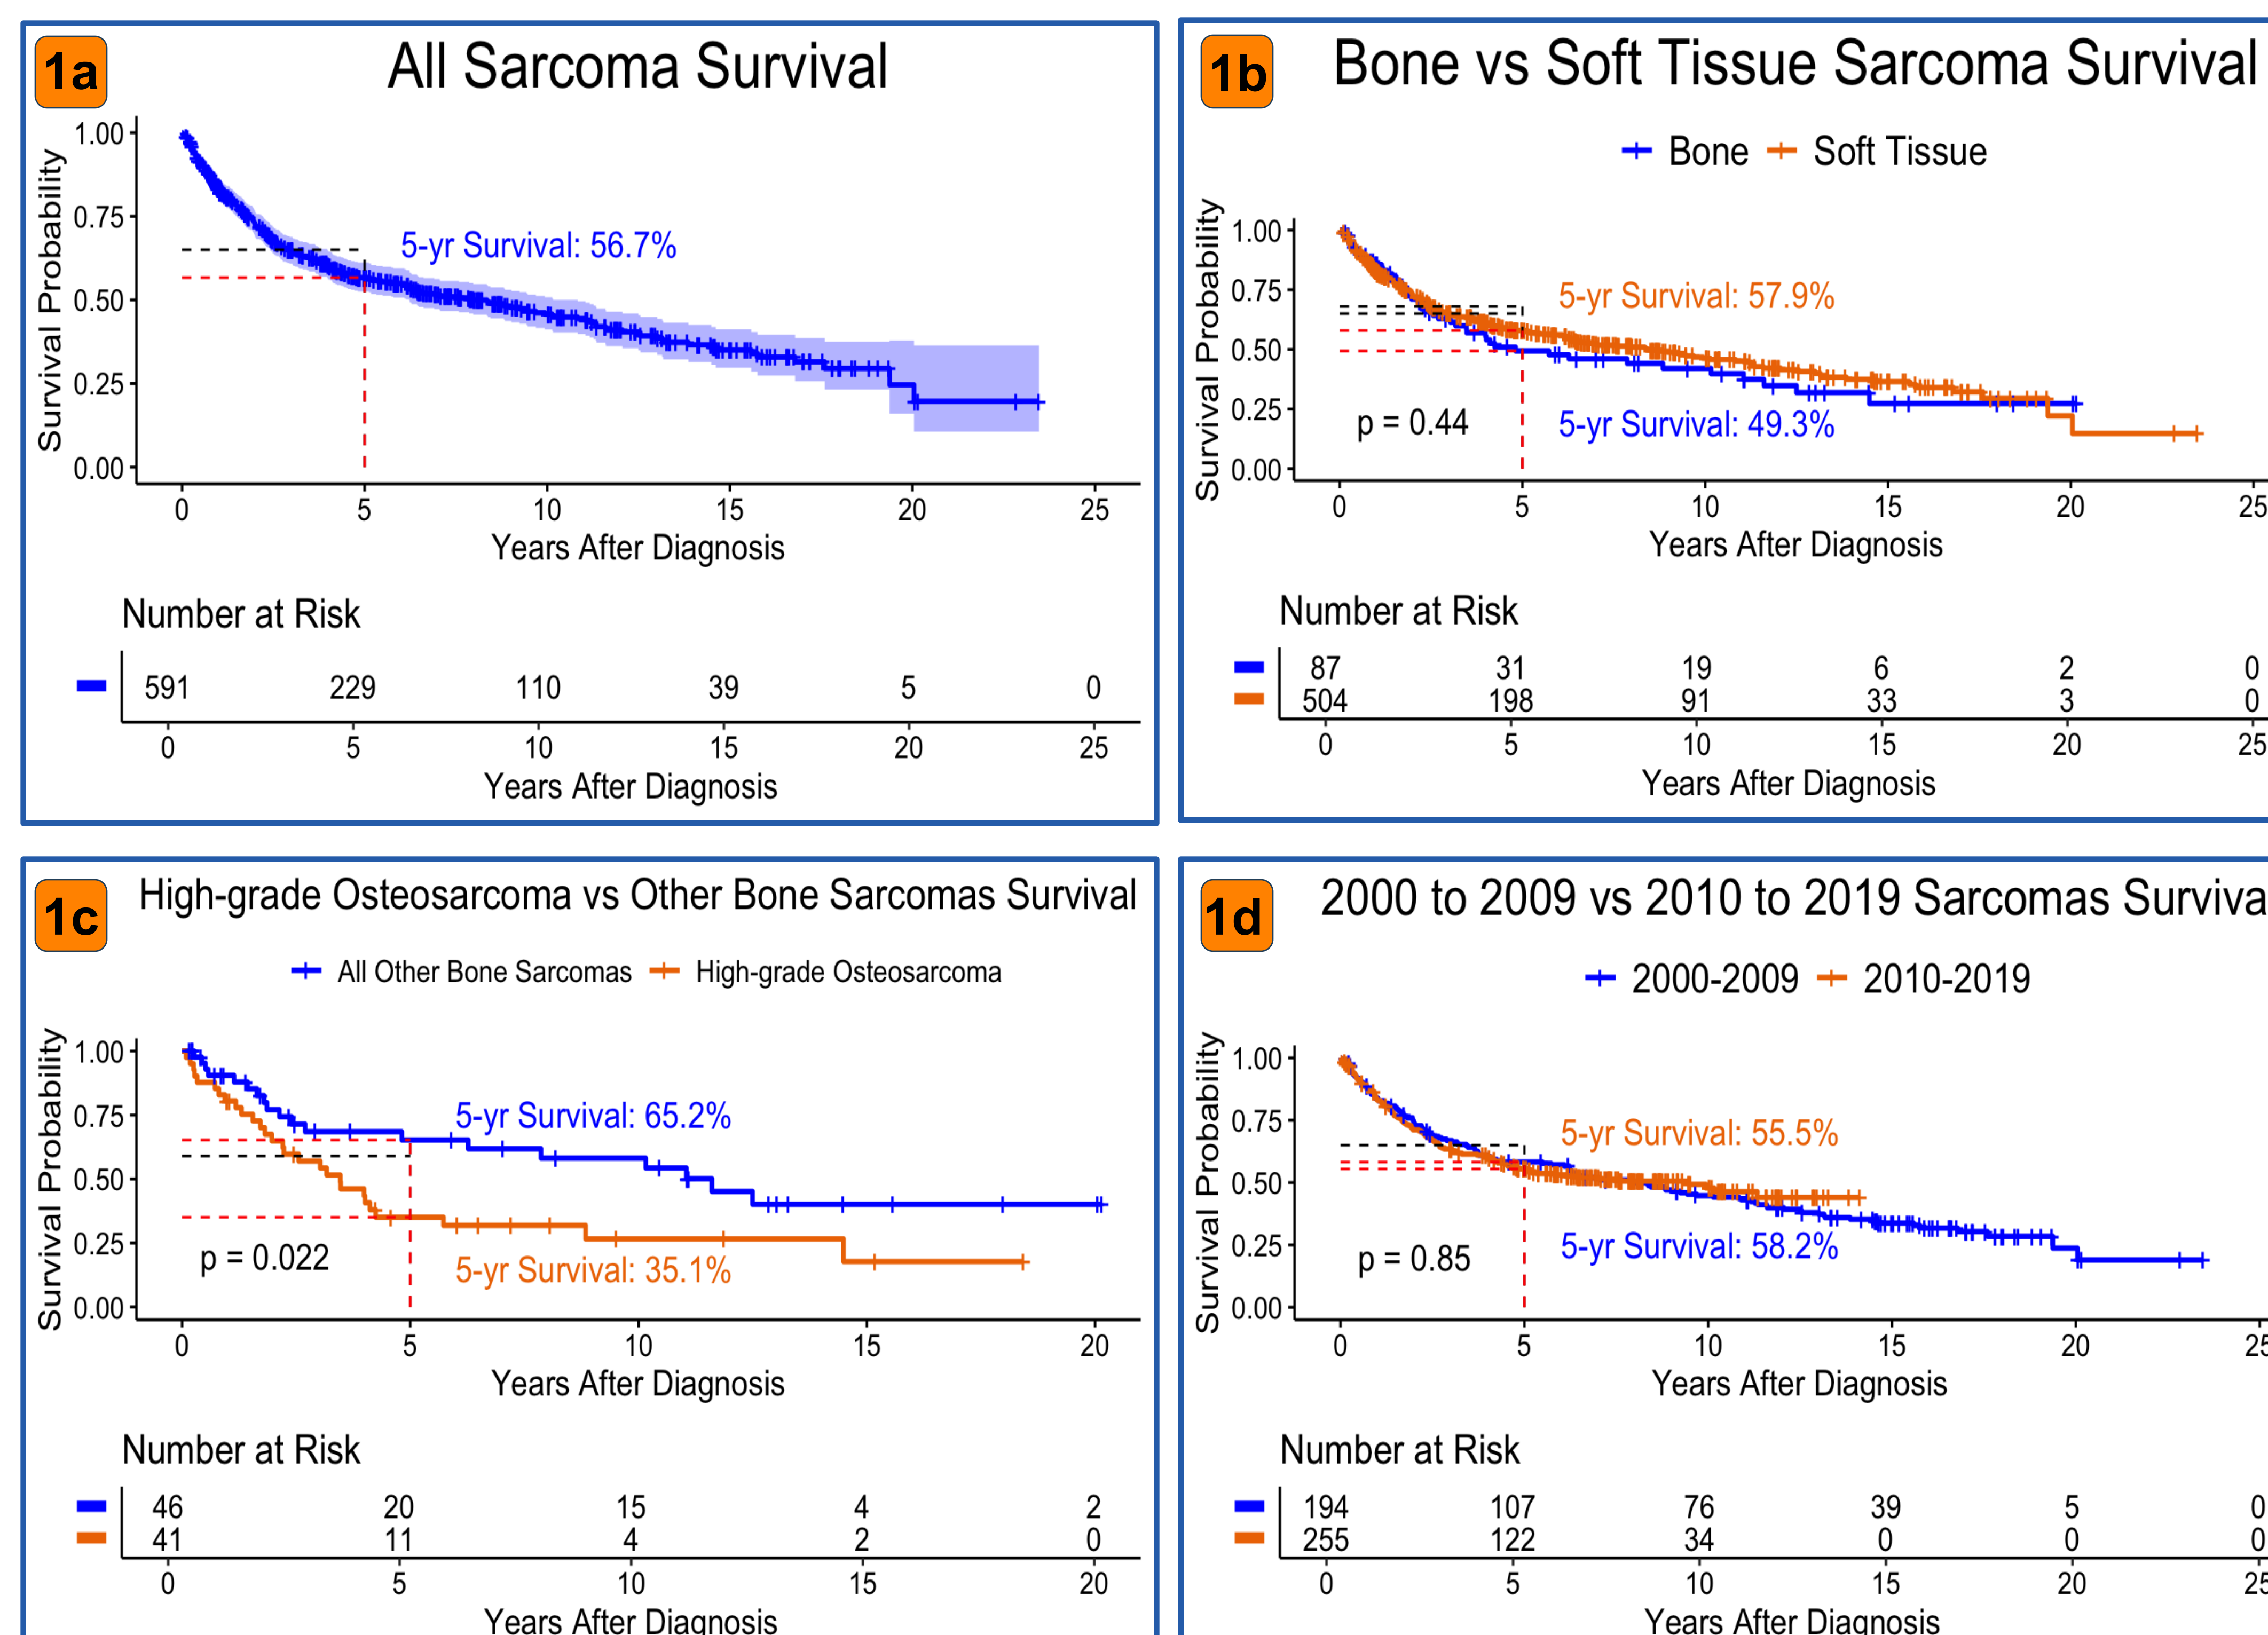 1a
All Sarcoma Survival
Survival Probability
1.00
0.75
0.50
0.25
0.00
5-yr Survival: 56.7%
0 5 10 15 20 25
Years After Diagnosis
Number at Risk
591 229 110 39 5 0
0 5 10 15 20 25
Years After Diagnosis
1b
Bone vs Soft Tissue Sarcoma Survival
Bone Soft Tissue
Survival Probability
1.00
0.75
0.50
0.25
0.00
5-yr Survival: 57.9%
p = 0.44
5-yr Survival: 49.3%
0 5 10 15 20 25
Years After Diagnosis
Number at Risk
87 31 19 6 2 0
504 198 91 33 3 0
0 5 10 15 20 25
Years After Diagnosis
1c
High-grade Osteosarcoma vs Other Bone Sarcomas Survival
All Other Bone Sarcomas High-grade Osteosarcoma
Survival Probability
1.00
0.75
0.50
0.25
0.00
5-yr Survival: 65.2%
p = 0.022
5-yr Survival: 35.1%
0 5 10 15 20
Years After Diagnosis
Number at Risk
46 20 15 4 2
41 11 4 2 0
0 5 10 15 20
Years After Diagnosis
1d
2000 to 2009 vs 2010 to 2019 Sarcomas Surviva
2000-2009 2010-2019
Survival Probability
1.00
0.75
0.50
0.25
0.00
5-yr Survival: 55.5%
p = 0.85
5-yr Survival: 58.2%
0 5 10 15 20 25
Years After Diagnosis
Number at Risk
194 107 76 39 5 0
255 122 34 0 0 0
0 5 10 15 20 25
Years After Diagnosis